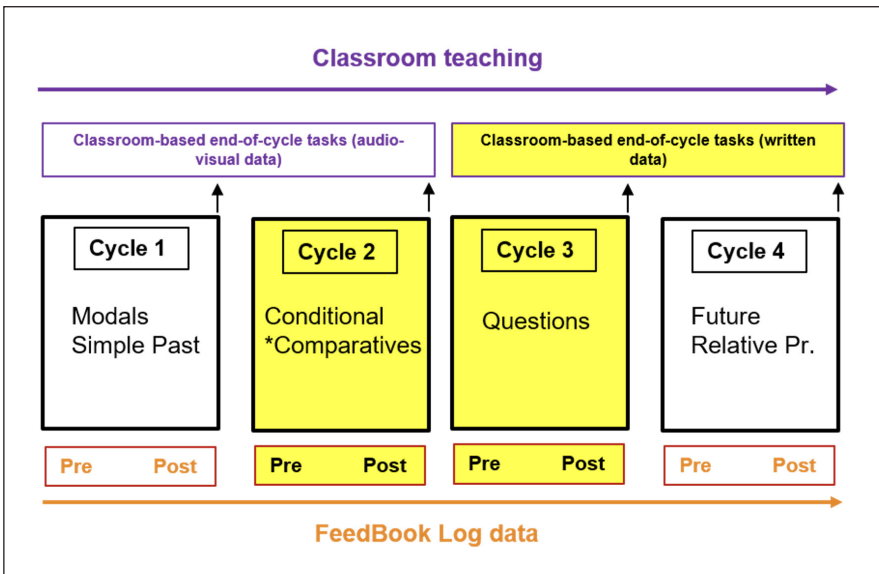 Classroom teaching
Classroom-based end-of-cycle tasks (audio-
visual data)
Classroom-based end-of-cycle tasks (written
data)
Cycle 1
Modals
Simple Past
Cycle 2
Conditional
*Comparatives
Cycle 3
Questions
Cycle 4
Future
Relative Pr.
Pre Post
Pre Post
Pre Post
Pre Post
FeedBook Log data